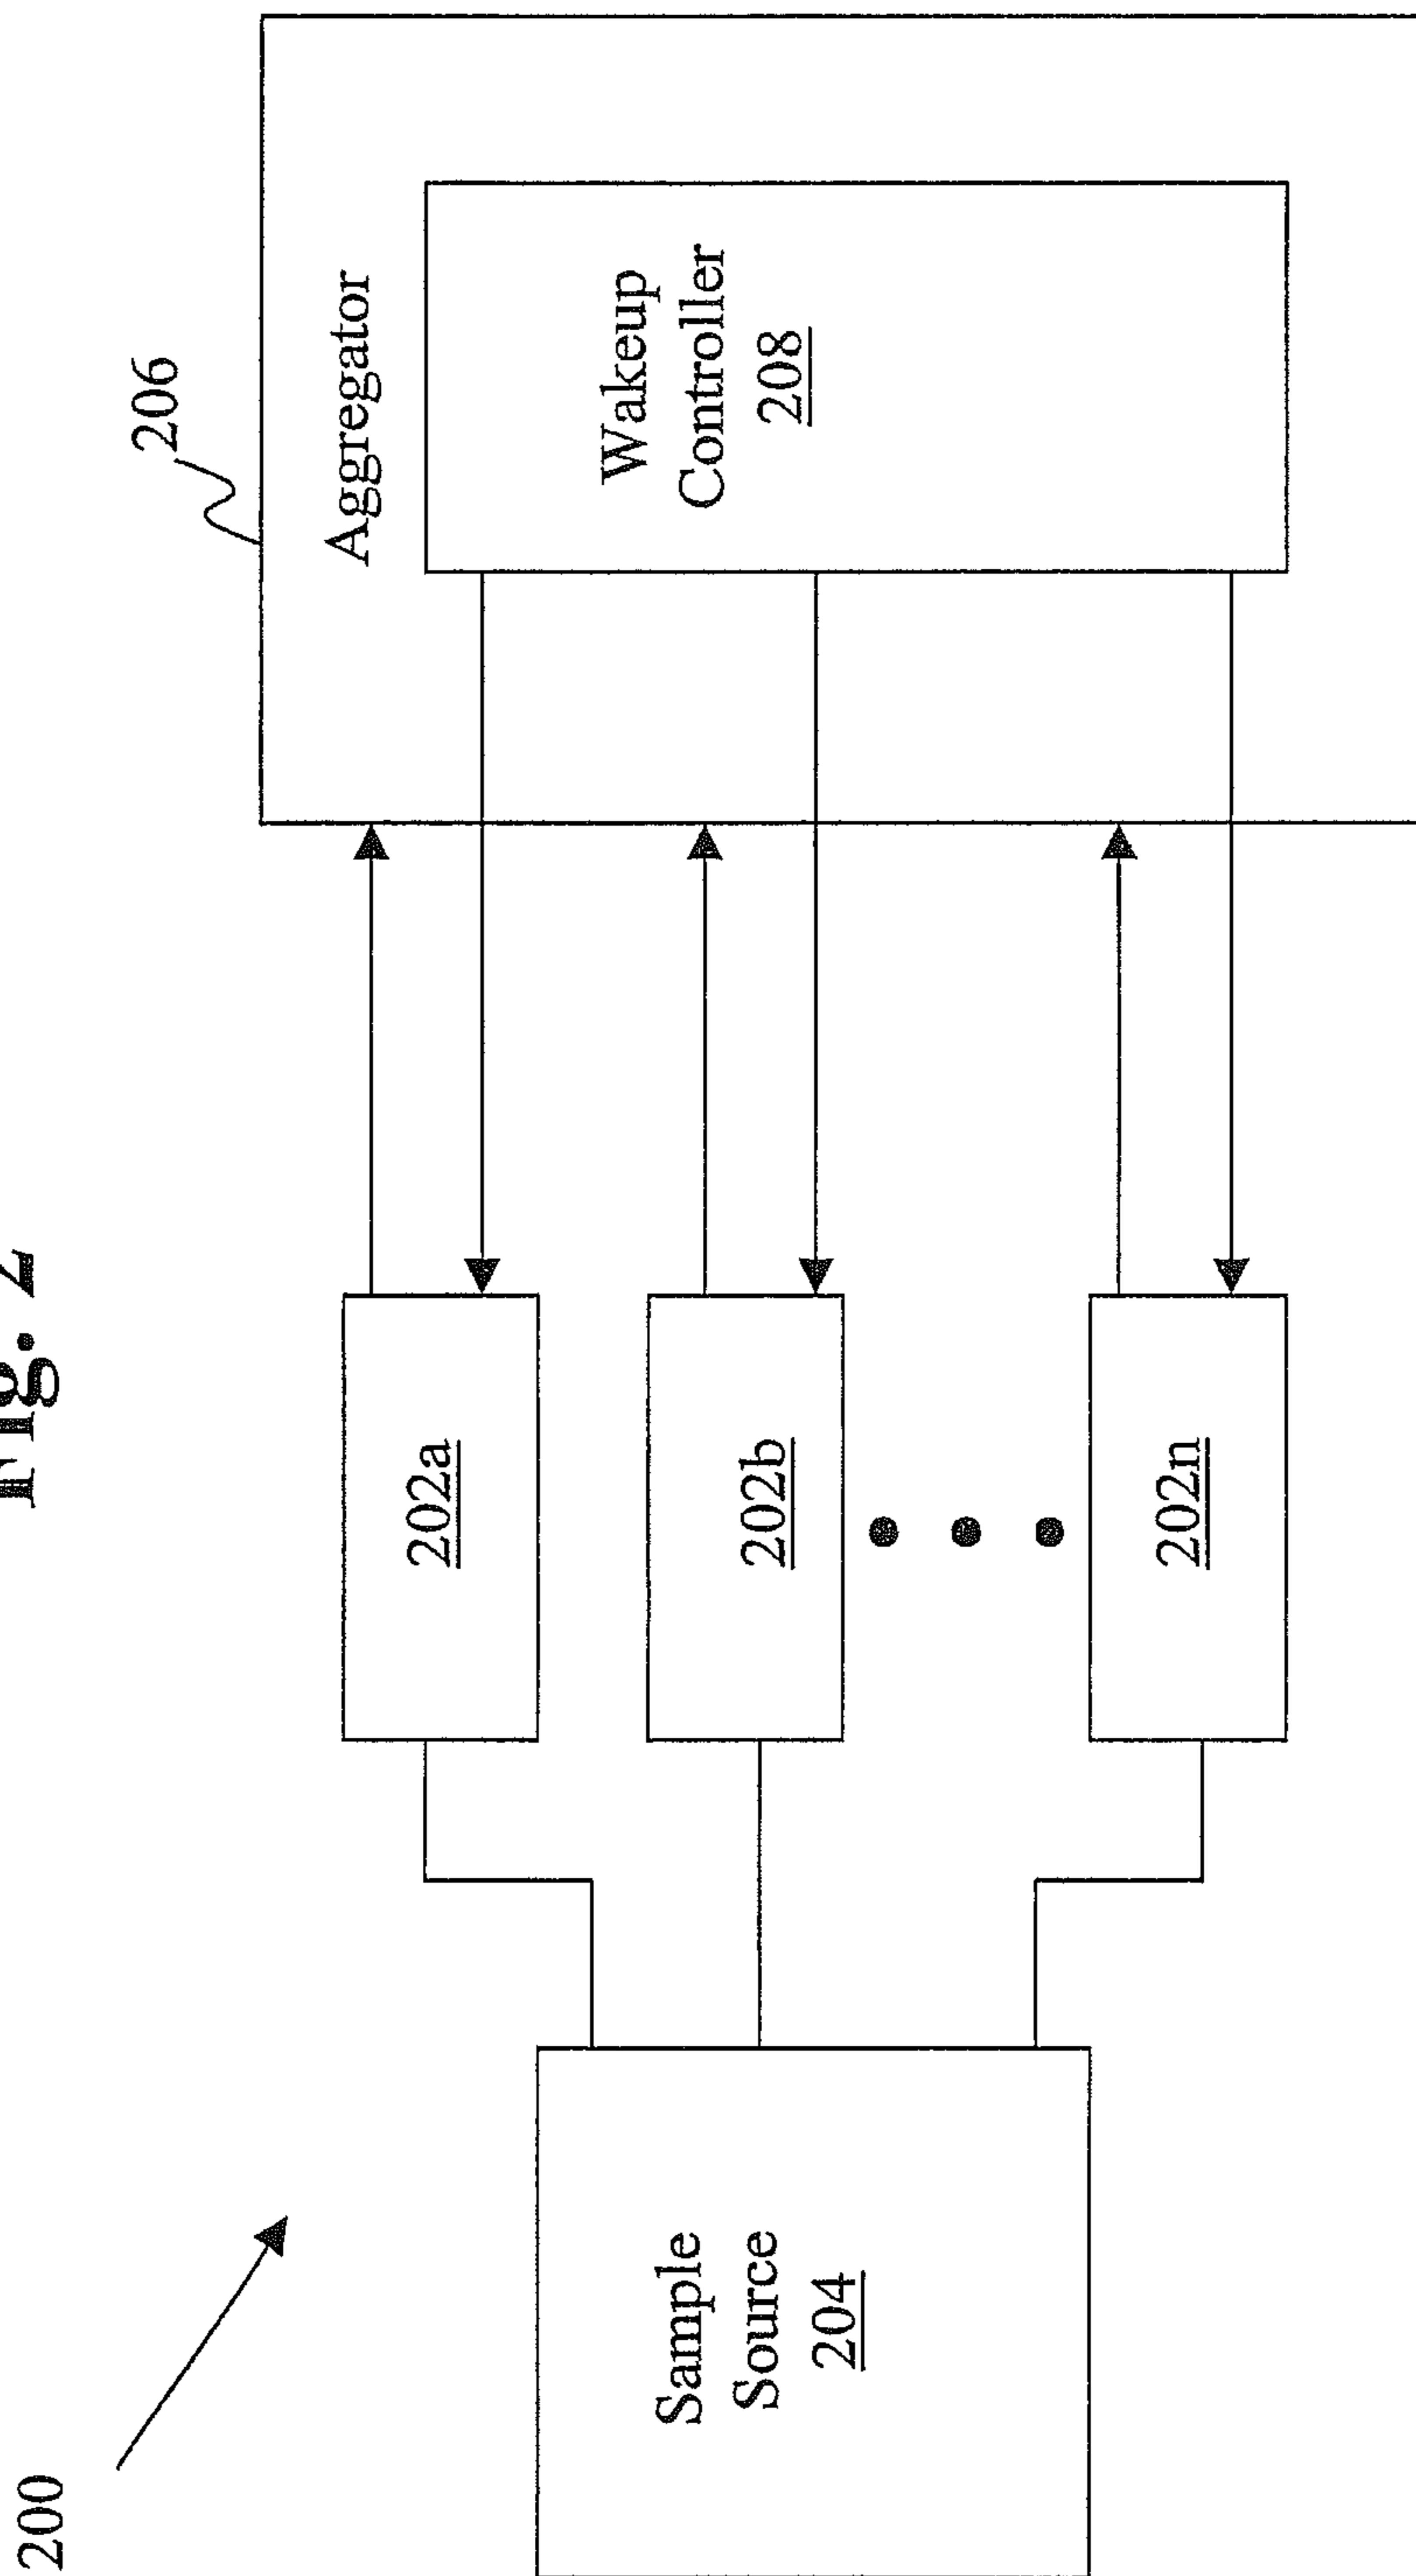 Fig. 2
200
206
Aggregator
Wakeup
Controller
208
202a
202b
202n
Sample
Source
204